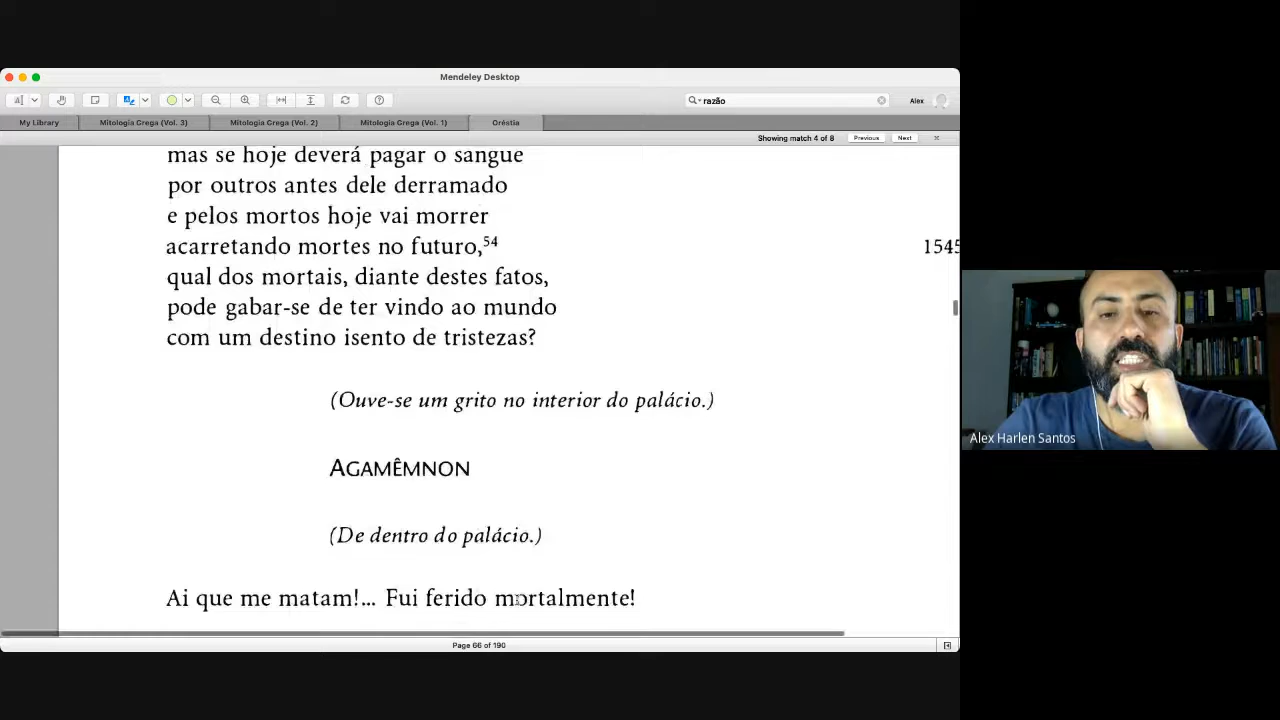 Mendeley Desktop
razão
Alex
My Library
Mitologia Grega (Vol. 3)
Mitologia Grega (Vol. 2)
Mitologia Grega (Vol. 1)
Oréstia
Showing match 4 of 8
Previous
Next
mas se hoje deverá pagar o sangue
por outros antes dele derramado
e pelos mortos hoje vai morrer
acarretando mortes no futuro,54
1545
qual dos mortais, diante destes fatos,
pode gabar-se de ter vindo ao mundo
com um destino isento de tristezas?
(Ouve-se um grito no interior do palácio.)
AGAMÊMNON
(De dentro do palácio.)
Ai que me matam!... Fui ferido mortalmente!
Page 66 of 190
Alex Harlen Santos